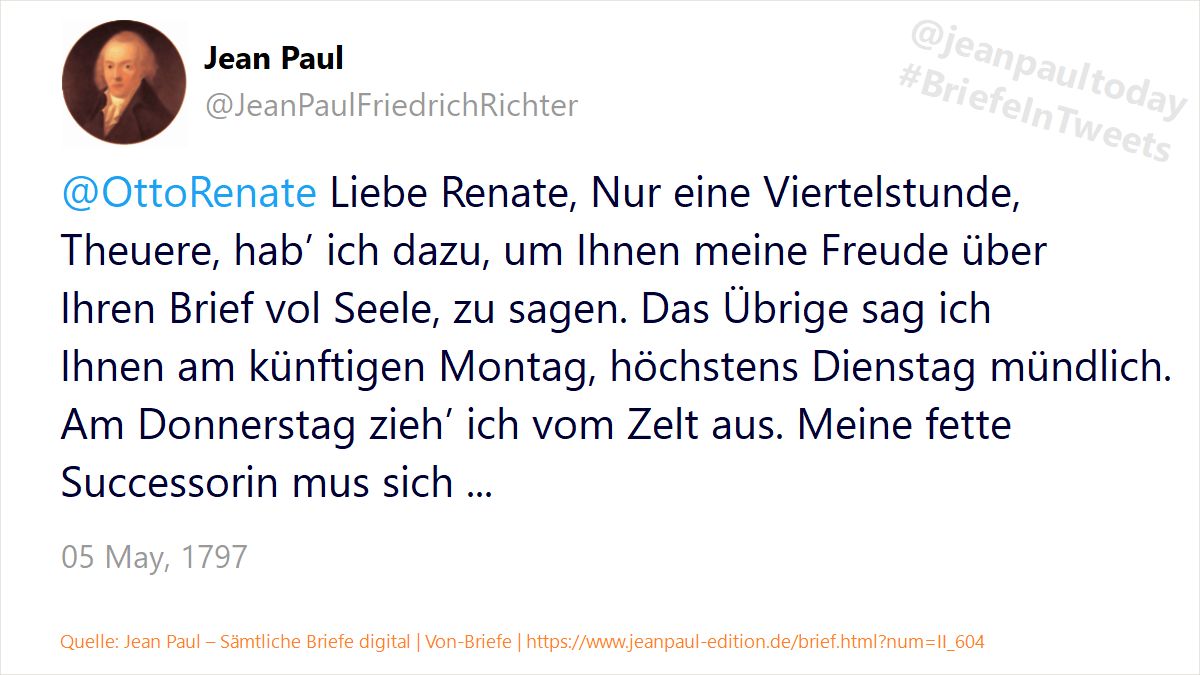 Jean Paul
@JeanPaulFriedrichRichter
@jeanpaultoday
#BriefeInTweets
@OttoRenate Liebe Renate, Nur eine Viertelstunde,
Theuere, hab’ ich dazu, um Ihnen meine Freude über
Ihren Brief vol Seele, zu sagen. Das Übrige sag ich
Ihnen am künftigen Montag, höchstens Dienstag mündlich.
Am Donnerstag zieh’ ich vom Zelt aus. Meine fette
Successorin mus sich ...
05 May, 1797
Quelle: Jean Paul – Sämtliche Briefe digital | Von-Briefe | https://www.jeanpaul-edition.de/brief.html?num=II_604